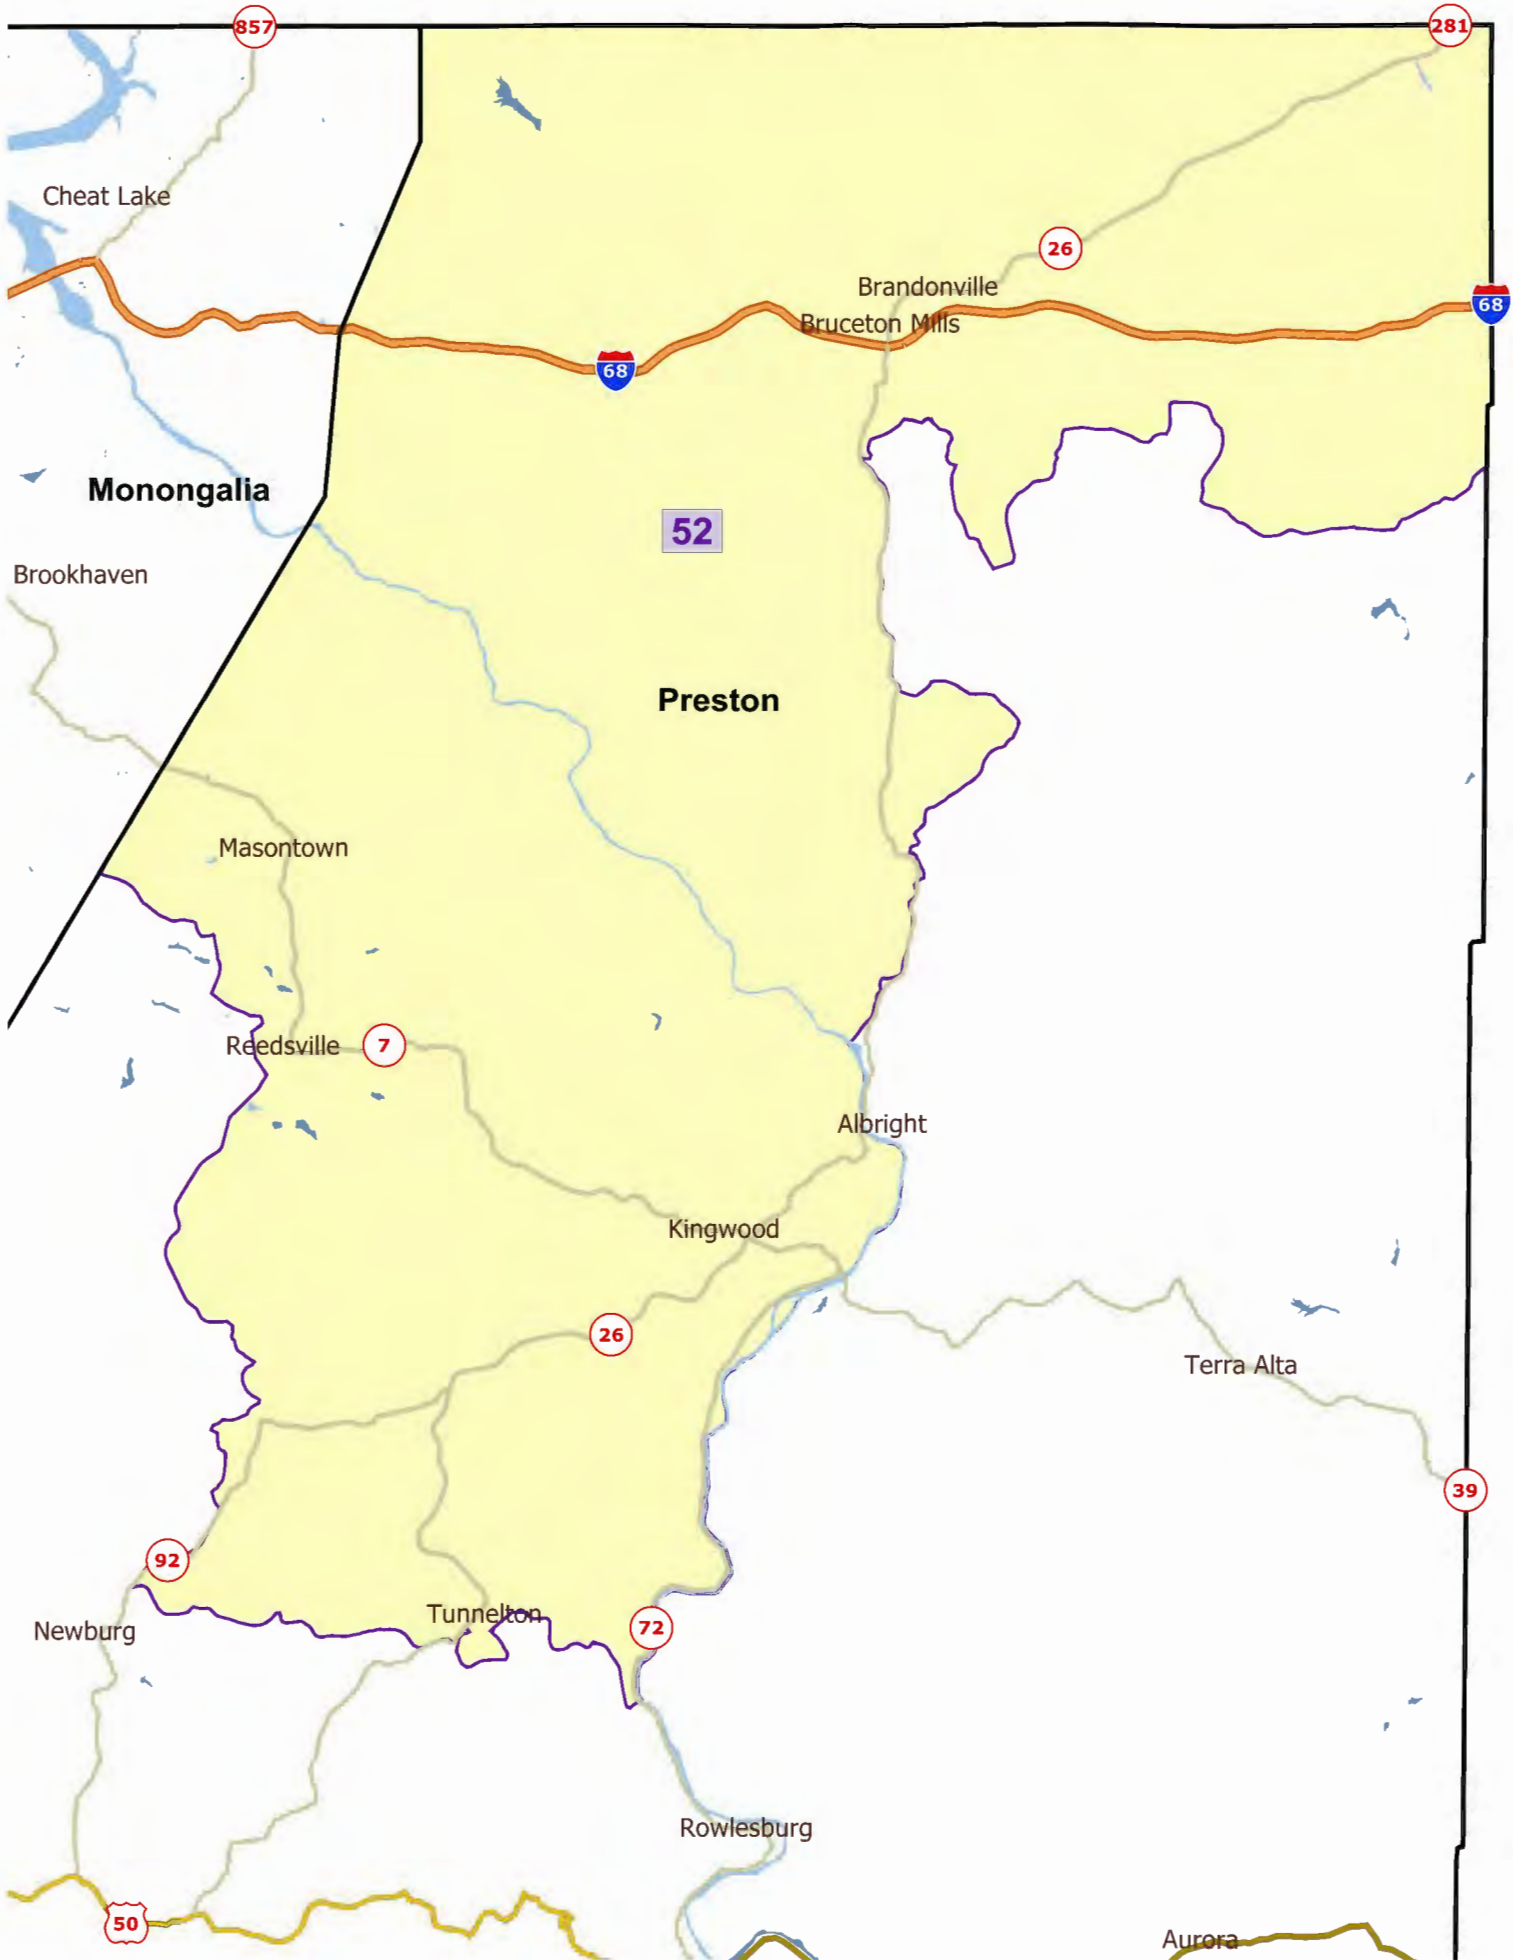 857
281
Cheat Lake
26
Brandonville
68
Bruceton Mills
68
Monongalia
52
Brookhaven
Preston
Masontown
Reedsville
7
Albright
Kingwood
26
Terra Alta
39
92
Tunnelton
72
Newburg
Rowlesburg
50
Aurora